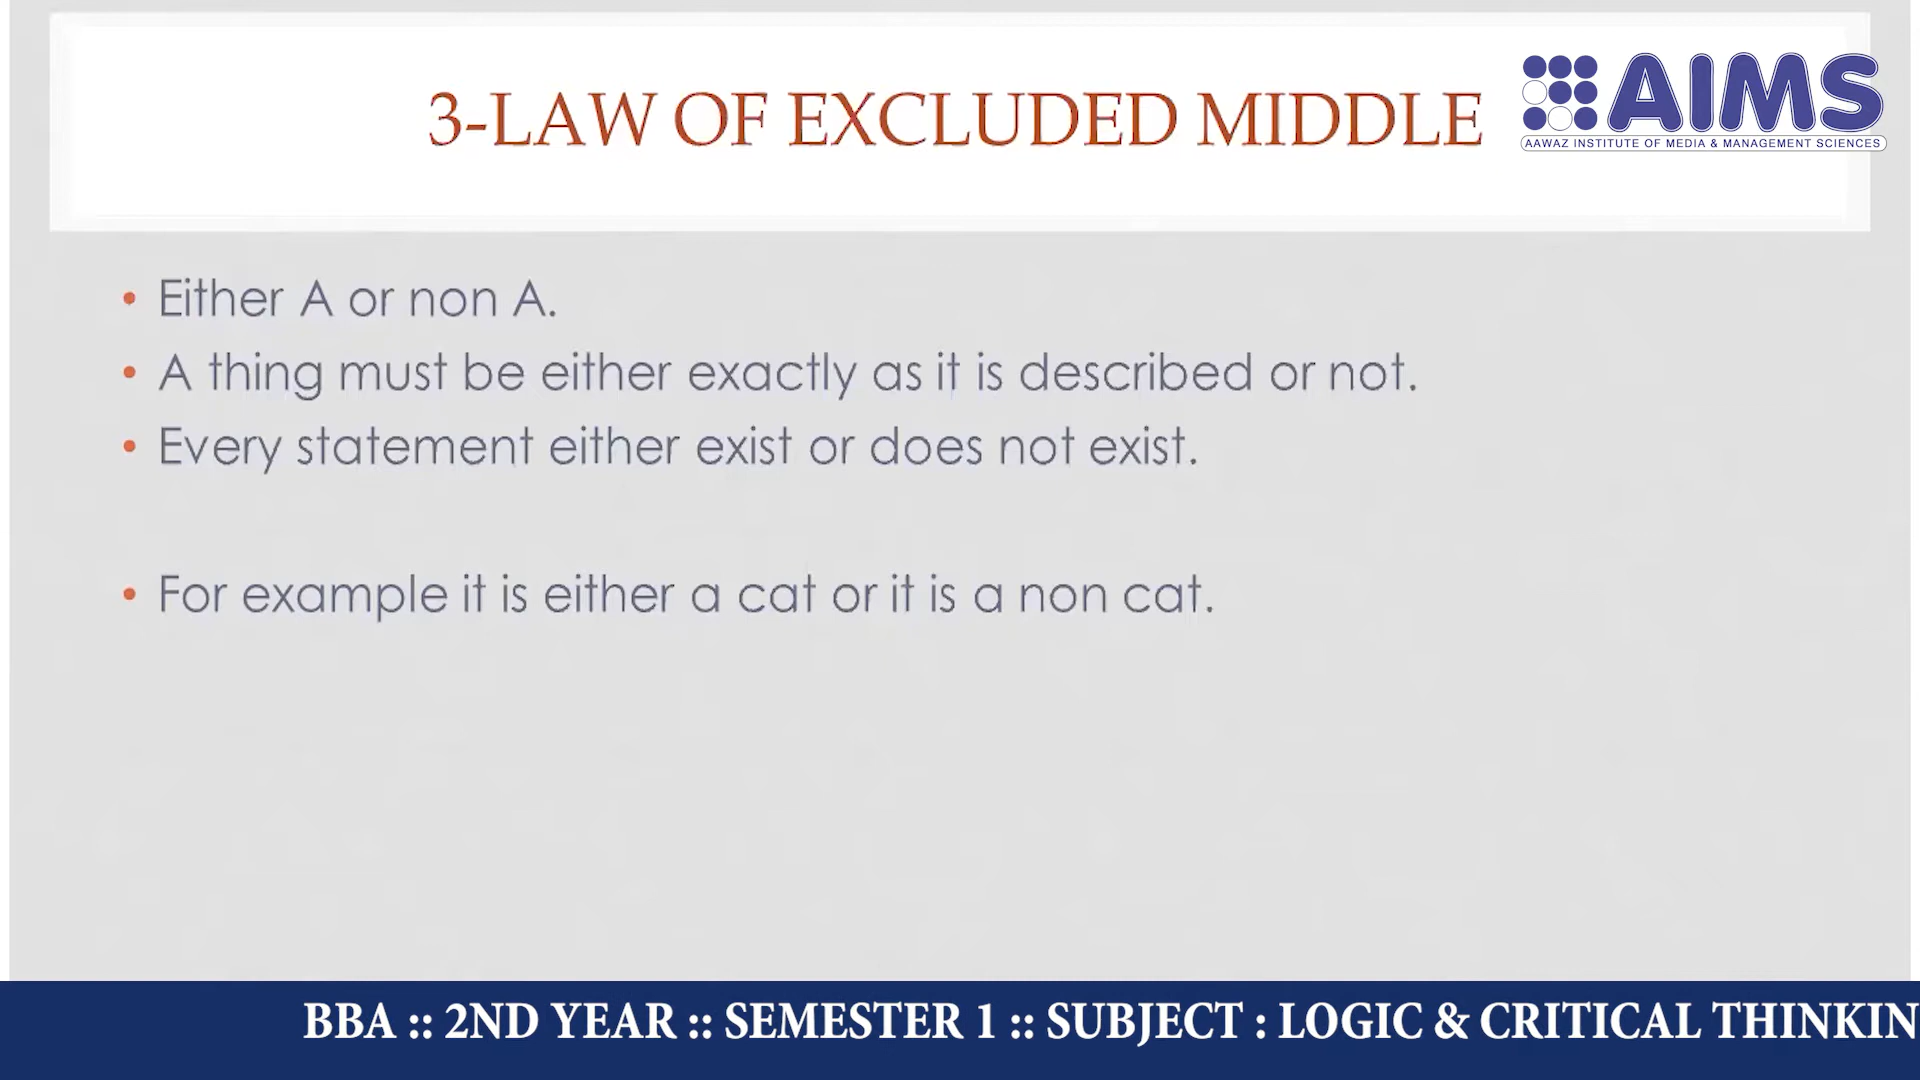 3-LAW OF EXCLUDED MIDDLE
AIMS
AAWAZ INSTITUTE OF MEDIA & MANAGEMENT SCIENCES
• Either A or non A.
• A thing must be either exactly as it is described or not.
• Every statement either exist or does not exist.
• For example it is either a cat or it is a non cat.
BBA :: 2ND YEAR :: SEMESTER 1 :: SUBJECT : LOGIC & CRITICAL THINKIN